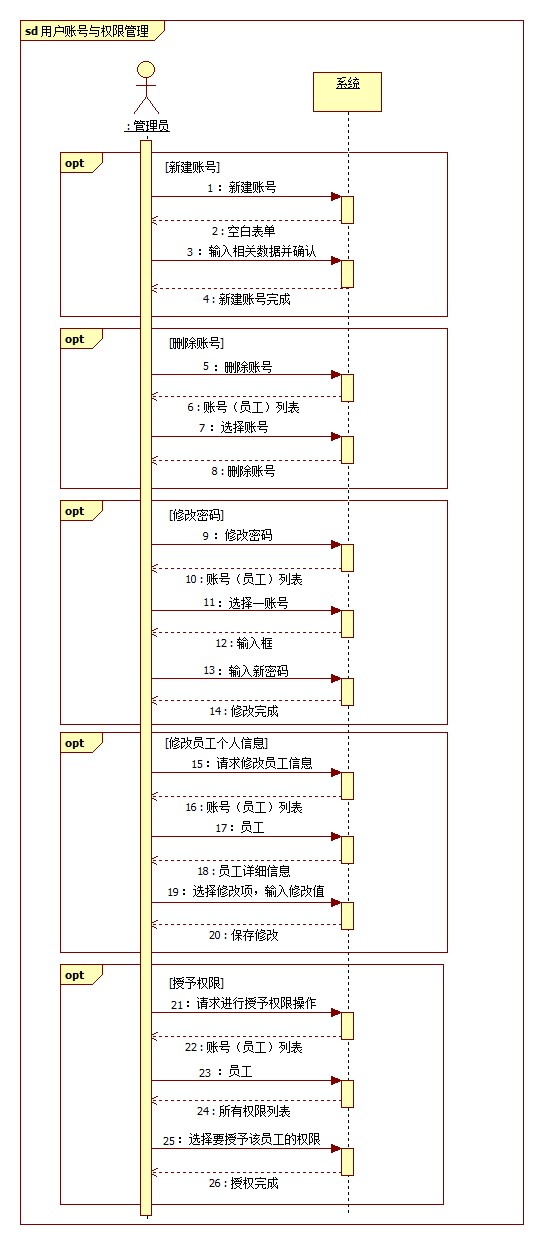 sd 用户账号与权限管理
系统
: 管理员
opt
[新建账号]
1 : 新建账号
2 : 空白表单
3 : 输入相关数据并确认
4 : 新建账号完成
opt
[删除账号]
5 : 删除账号
6 : 账号（员工）列表
7 : 选择账号
8 : 删除账号
opt
[修改密码]
9 : 修改密码
10 : 账号（员工）列表
11 : 选择一账号
12 : 输入框
13 : 输入新密码
14 : 修改完成
opt
[修改员工个人信息]
15 : 请求修改员工信息
16 : 账号（员工）列表
17 : 员工
18 : 员工详细信息
19 : 选择修改项，输入修改值
20 : 保存修改
opt
[授予权限]
21 : 请求进行授予权限操作
22 : 账号（员工）列表
23 : 员工
24 : 所有权限列表
25 : 选择要授予该员工的权限
26 : 授权完成